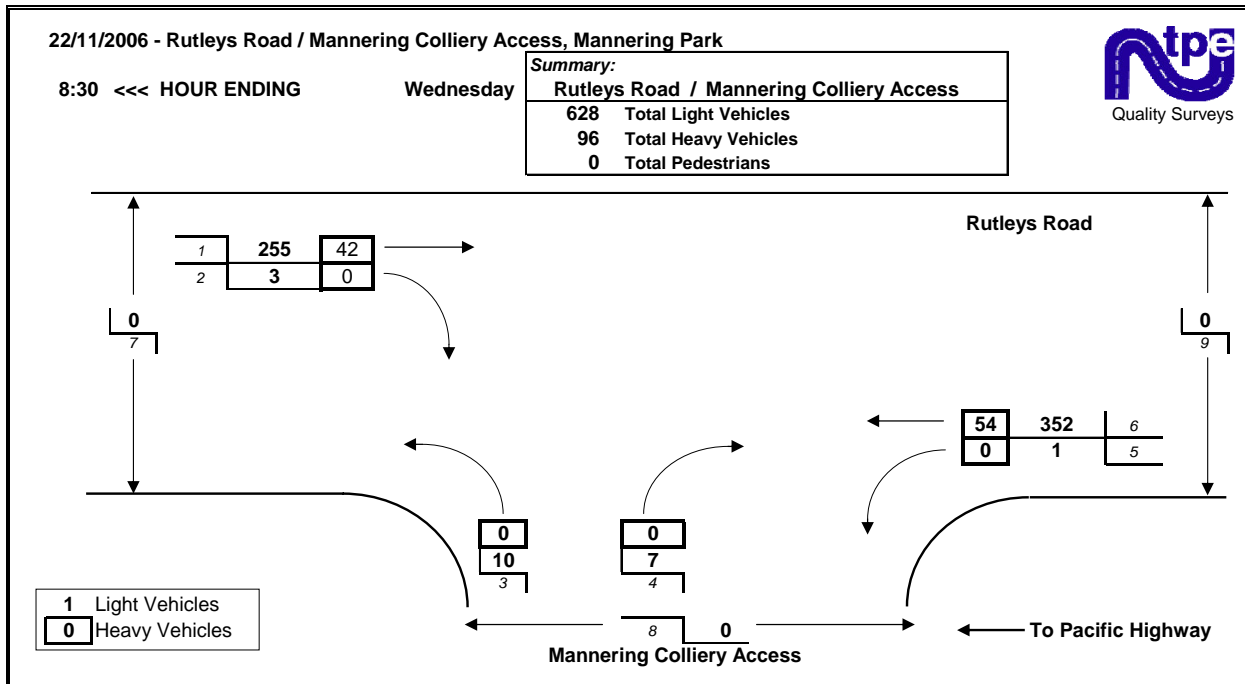 22/11/2006 - Rutleys Road / Mannering Colliery Access, Mannering Park
8:30 <<< HOUR ENDING Wednesday
Summary:
Rutleys Road / Mannering Colliery Access
628 Total Light Vehicles
96 Total Heavy Vehicles
0 Total Pedestrians
tpe
Quality Surveys
Rutleys Road
1 255 42
2 3 0
0
7
0
9
54 352 6
0 1 5
0
10
3
0
7
4
1 Light Vehicles
0 Heavy Vehicles
8 0
Mannering Colliery Access
To Pacific Highway